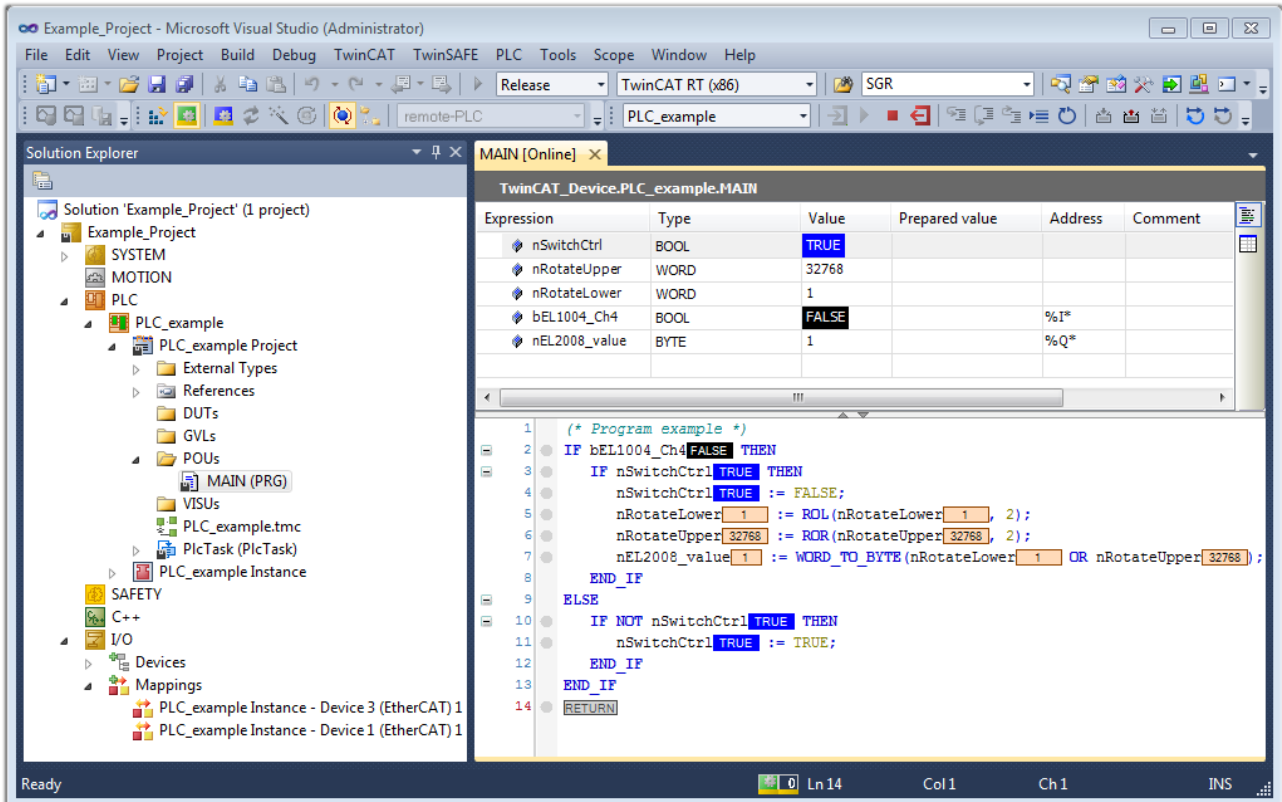 Example_Project - Microsoft Visual Studio (Administrator)
File Edit View Project Build Debug TwinCAT TwinSAFE PLC Tools Scope Window Help
Release TwinCAT RT (x86) SGR
remote-PLC PLC_example
Solution Explorer
Solution 'Example_Project' (1 project)
Example_Project
SYSTEM
MOTION
PLC
PLC_example
PLC_example Project
External Types
References
DUTs
GVLs
POUs
MAIN (PRG)
VISUs
PLC_example.tmc
PlcTask (PlcTask)
PLC_example Instance
SAFETY
C++
I/O
Devices
Mappings
PLC_example Instance - Device 3 (EtherCAT) 1
PLC_example Instance - Device 1 (EtherCAT) 1
MAIN [Online]
TwinCAT_Device.PLC_example.MAIN
Expression Type Value Prepared value Address Comment
nSwitchCtrl BOOL TRUE
nRotateUpper WORD 32768
nRotateLower WORD 1
bEL1004_Ch4 BOOL FALSE %I*
nEL2008_value BYTE 1 %Q*
1 (* Program example *)
2 IF bEL1004_Ch4 FALSE THEN
3 IF nSwitchCtrl TRUE THEN
4 nSwitchCtrl TRUE := FALSE;
5 nRotateLower 1 := ROL(nRotateLower 1 , 2);
6 nRotateUpper 32768 := ROR(nRotateUpper 32768 , 2);
7 nEL2008_value 1 := WORD_TO_BYTE(nRotateLower 1 OR nRotateUpper 32768 );
8 END_IF
9 ELSE
10 IF NOT nSwitchCtrl TRUE THEN
11 nSwitchCtrl TRUE := TRUE;
12 END_IF
13 END_IF
14 RETURN
Ready 0 Ln 14 Col 1 Ch 1 INS